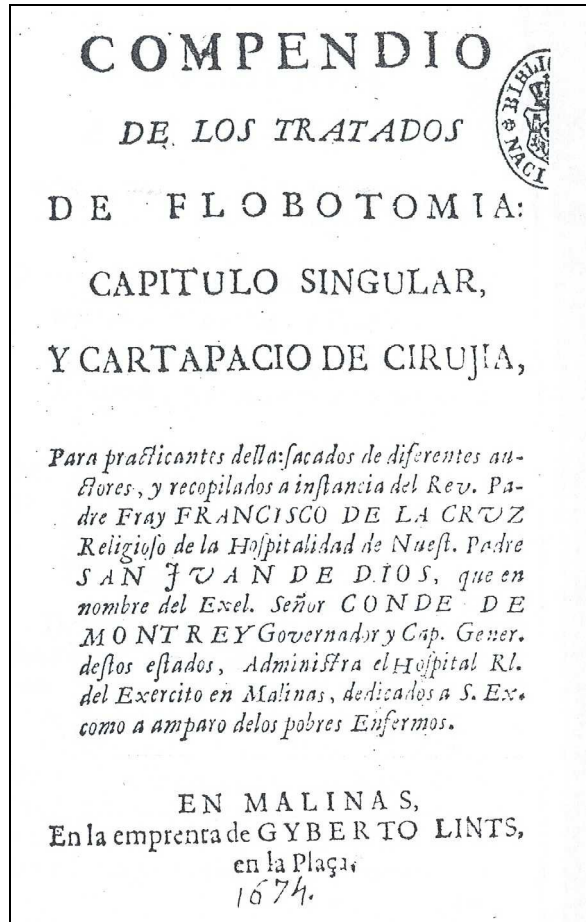 COMPENDIO
DE LOS TRATADOS
DE FLOBOTOMIA:
CAPITULO SINGULAR,
Y CARTAPACIO DE CIRUJIA,
Para practicantes della: ſacados de diferentes au-
ctores, y recopilados a inſtancia del Rev. Pa-
dre Fray FRANCISCO DE LA CRVZ
Religioſo de la Hoſpitalidad de Nueſt. Padre
SAN JVAN DE DIOS, que en
nombre del Exel. Señor CONDE DE
MONTREY Governador y Cap. Gener.
deſtos eſtados, Adminiſtra el Hoſpital Rl.
del Exercito en Malinas, dedicados a S. Ex.
como a amparo delos pobres Enfermos.
EN MALINAS,
En la emprenta de GYBERTO LINTS,
en la Plaça.
1674.
BIBLIO
NACI